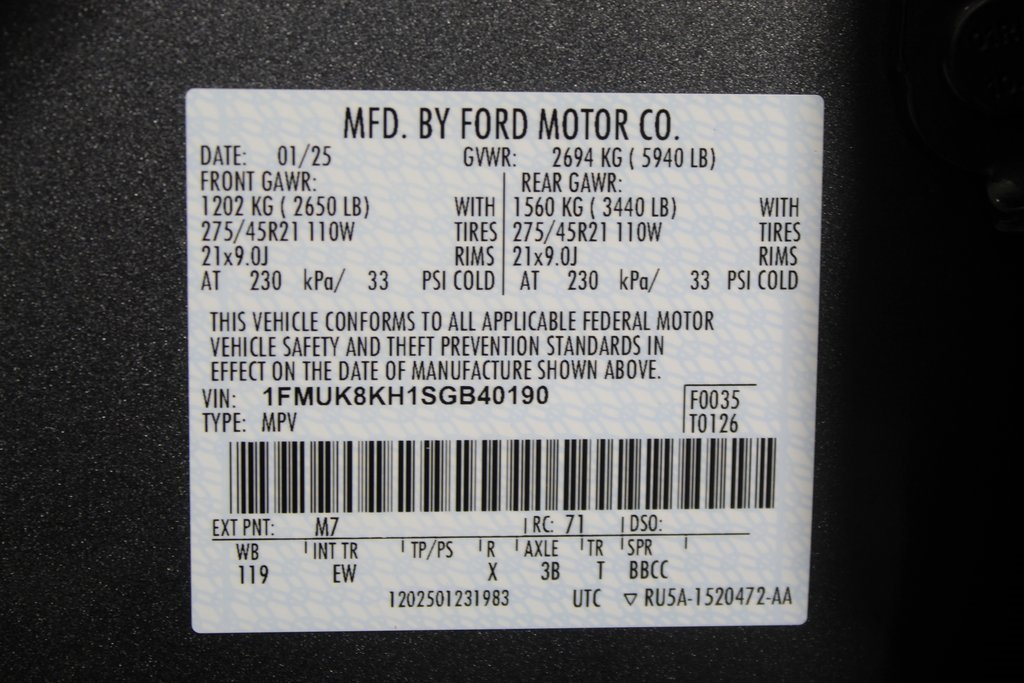 MFD. BY FORD MOTOR CO.
DATE: 01/25 GVWR: 2694 KG ( 5940 LB)
FRONT GAWR: REAR GAWR:
1202 KG ( 2650 LB) WITH 1560 KG ( 3440 LB) WITH
275/45R21 110W TIRES 275/45R21 110W TIRES
21x9.0J RIMS 21x9.0J RIMS
AT 230 kPa/ 33 PSI COLD AT 230 kPa/ 33 PSI COLD
THIS VEHICLE CONFORMS TO ALL APPLICABLE FEDERAL MOTOR
VEHICLE SAFETY AND THEFT PREVENTION STANDARDS IN
EFFECT ON THE DATE OF MANUFACTURE SHOWN ABOVE.
VIN: 1FMUK8KH1SGB40190 F0035
TYPE: MPV T0126
EXT PNT: M7 RC: 71 DSO:
WB INT TR TP/PS R AXLE TR SPR
119 EW X 3B T BBCC
1202501231983 UTC ▽ RU5A-1520472-AA